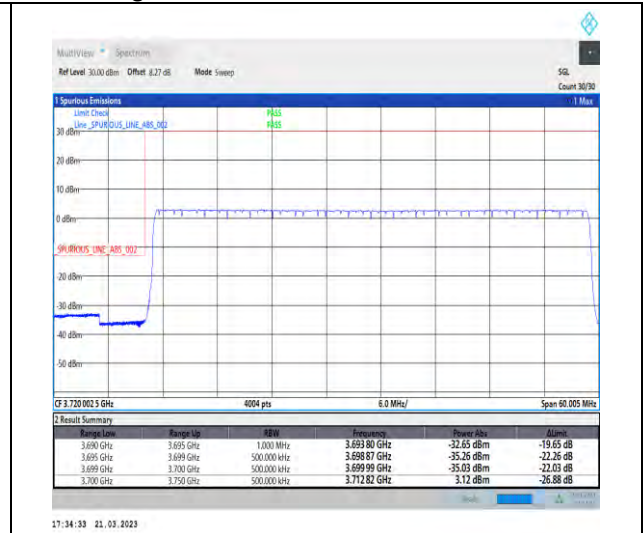 MultiView Spectrum
Ref Level 30.00 dBm Offset 8.27 dB Mode Sweep SGL
Count 30/30
1 Spurious Emissions 1 Max
Limit Check PASS
Line _SPURIOUS_LINE_ABS_002 PASS
30 dBm
20 dBm
10 dBm
0 dBm
_SPURIOUS_LINE_ABS_002
-20 dBm
-30 dBm
-40 dBm
-50 dBm
CF 3.720 002 5 GHz 4004 pts 6.0 MHz/ Span 60.005 MHz
2 Result Summary
Range Low Range Up RBW Frequency Power Abs ΔLimit
3.690 GHz 3.695 GHz 1.000 MHz 3.693 80 GHz -32.65 dBm -19.65 dB
3.695 GHz 3.699 GHz 500.000 kHz 3.698 87 GHz -35.26 dBm -22.26 dB
3.699 GHz 3.700 GHz 500.000 kHz 3.699 99 GHz -35.03 dBm -22.03 dB
3.700 GHz 3.750 GHz 500.000 kHz 3.712 82 GHz 3.12 dBm -26.88 dB
17:34:33 21.03.2023